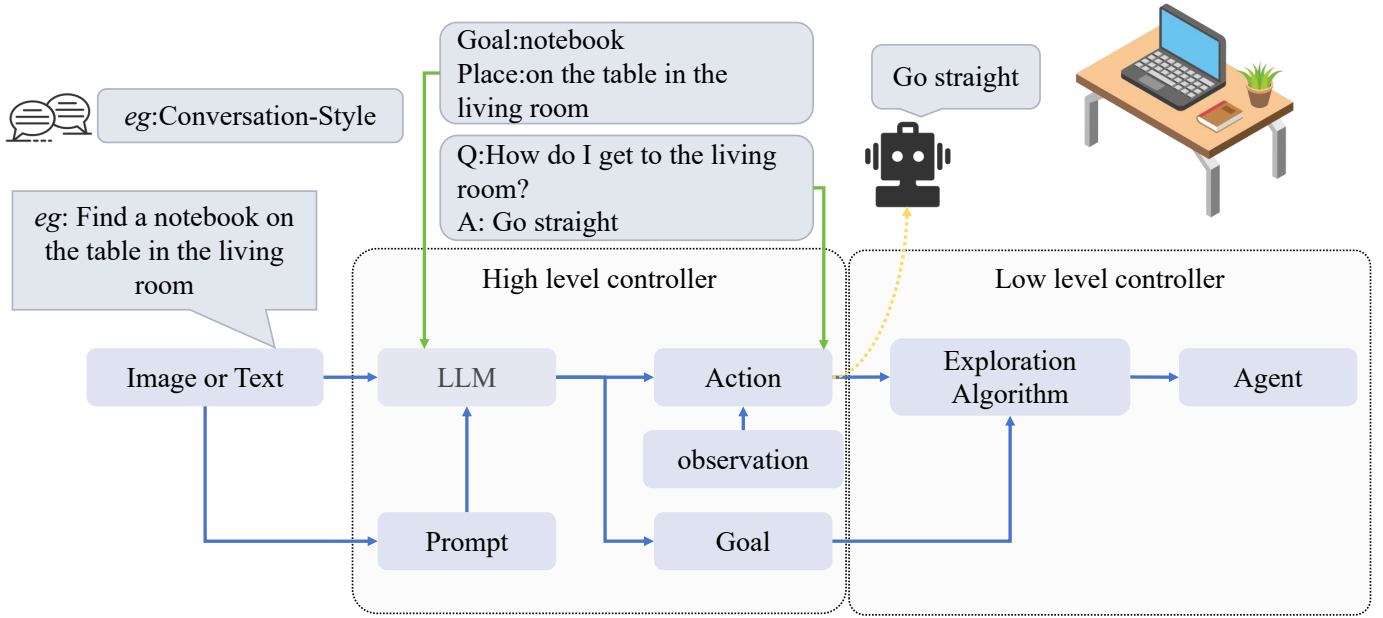 Goal:notebook
Place:on the table in the
living room
Go straight
eg:Conversation-Style
Q:How do I get to the living
room?
A: Go straight
eg: Find a notebook on
the table in the living
room
High level controller
Low level controller
Image or Text
LLM
Action
Exploration
Algorithm
Agent
observation
Prompt
Goal